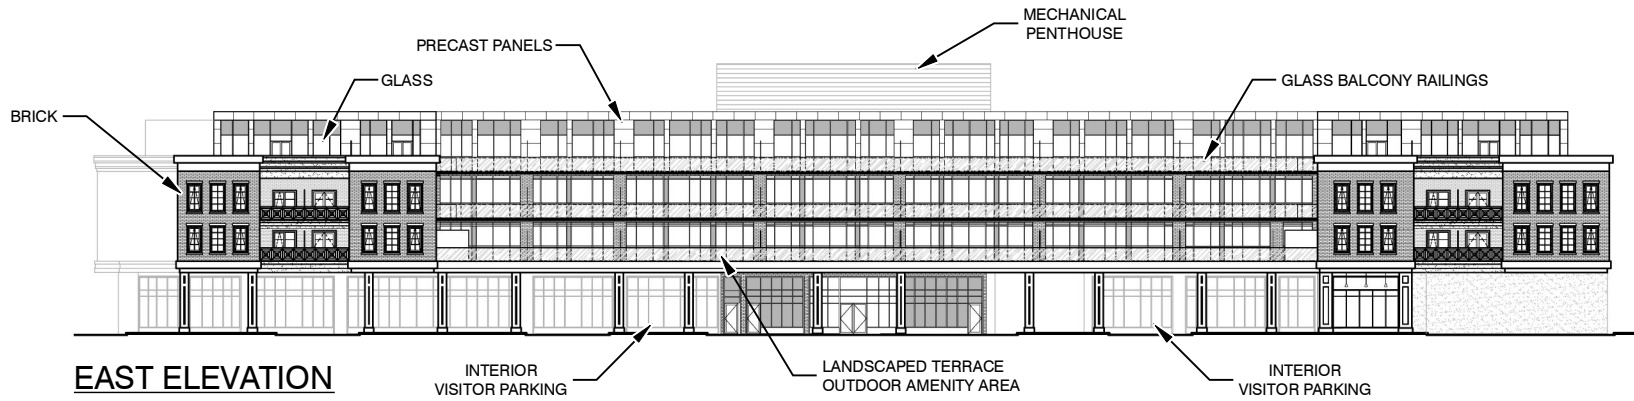 MECHANICAL
PENTHOUSE
PRECAST PANELS
GLASS
GLASS BALCONY RAILINGS
BRICK
INTERIOR
VISITOR PARKING
LANDSCAPED TERRACE
OUTDOOR AMENITY AREA
INTERIOR
VISITOR PARKING
EAST ELEVATION